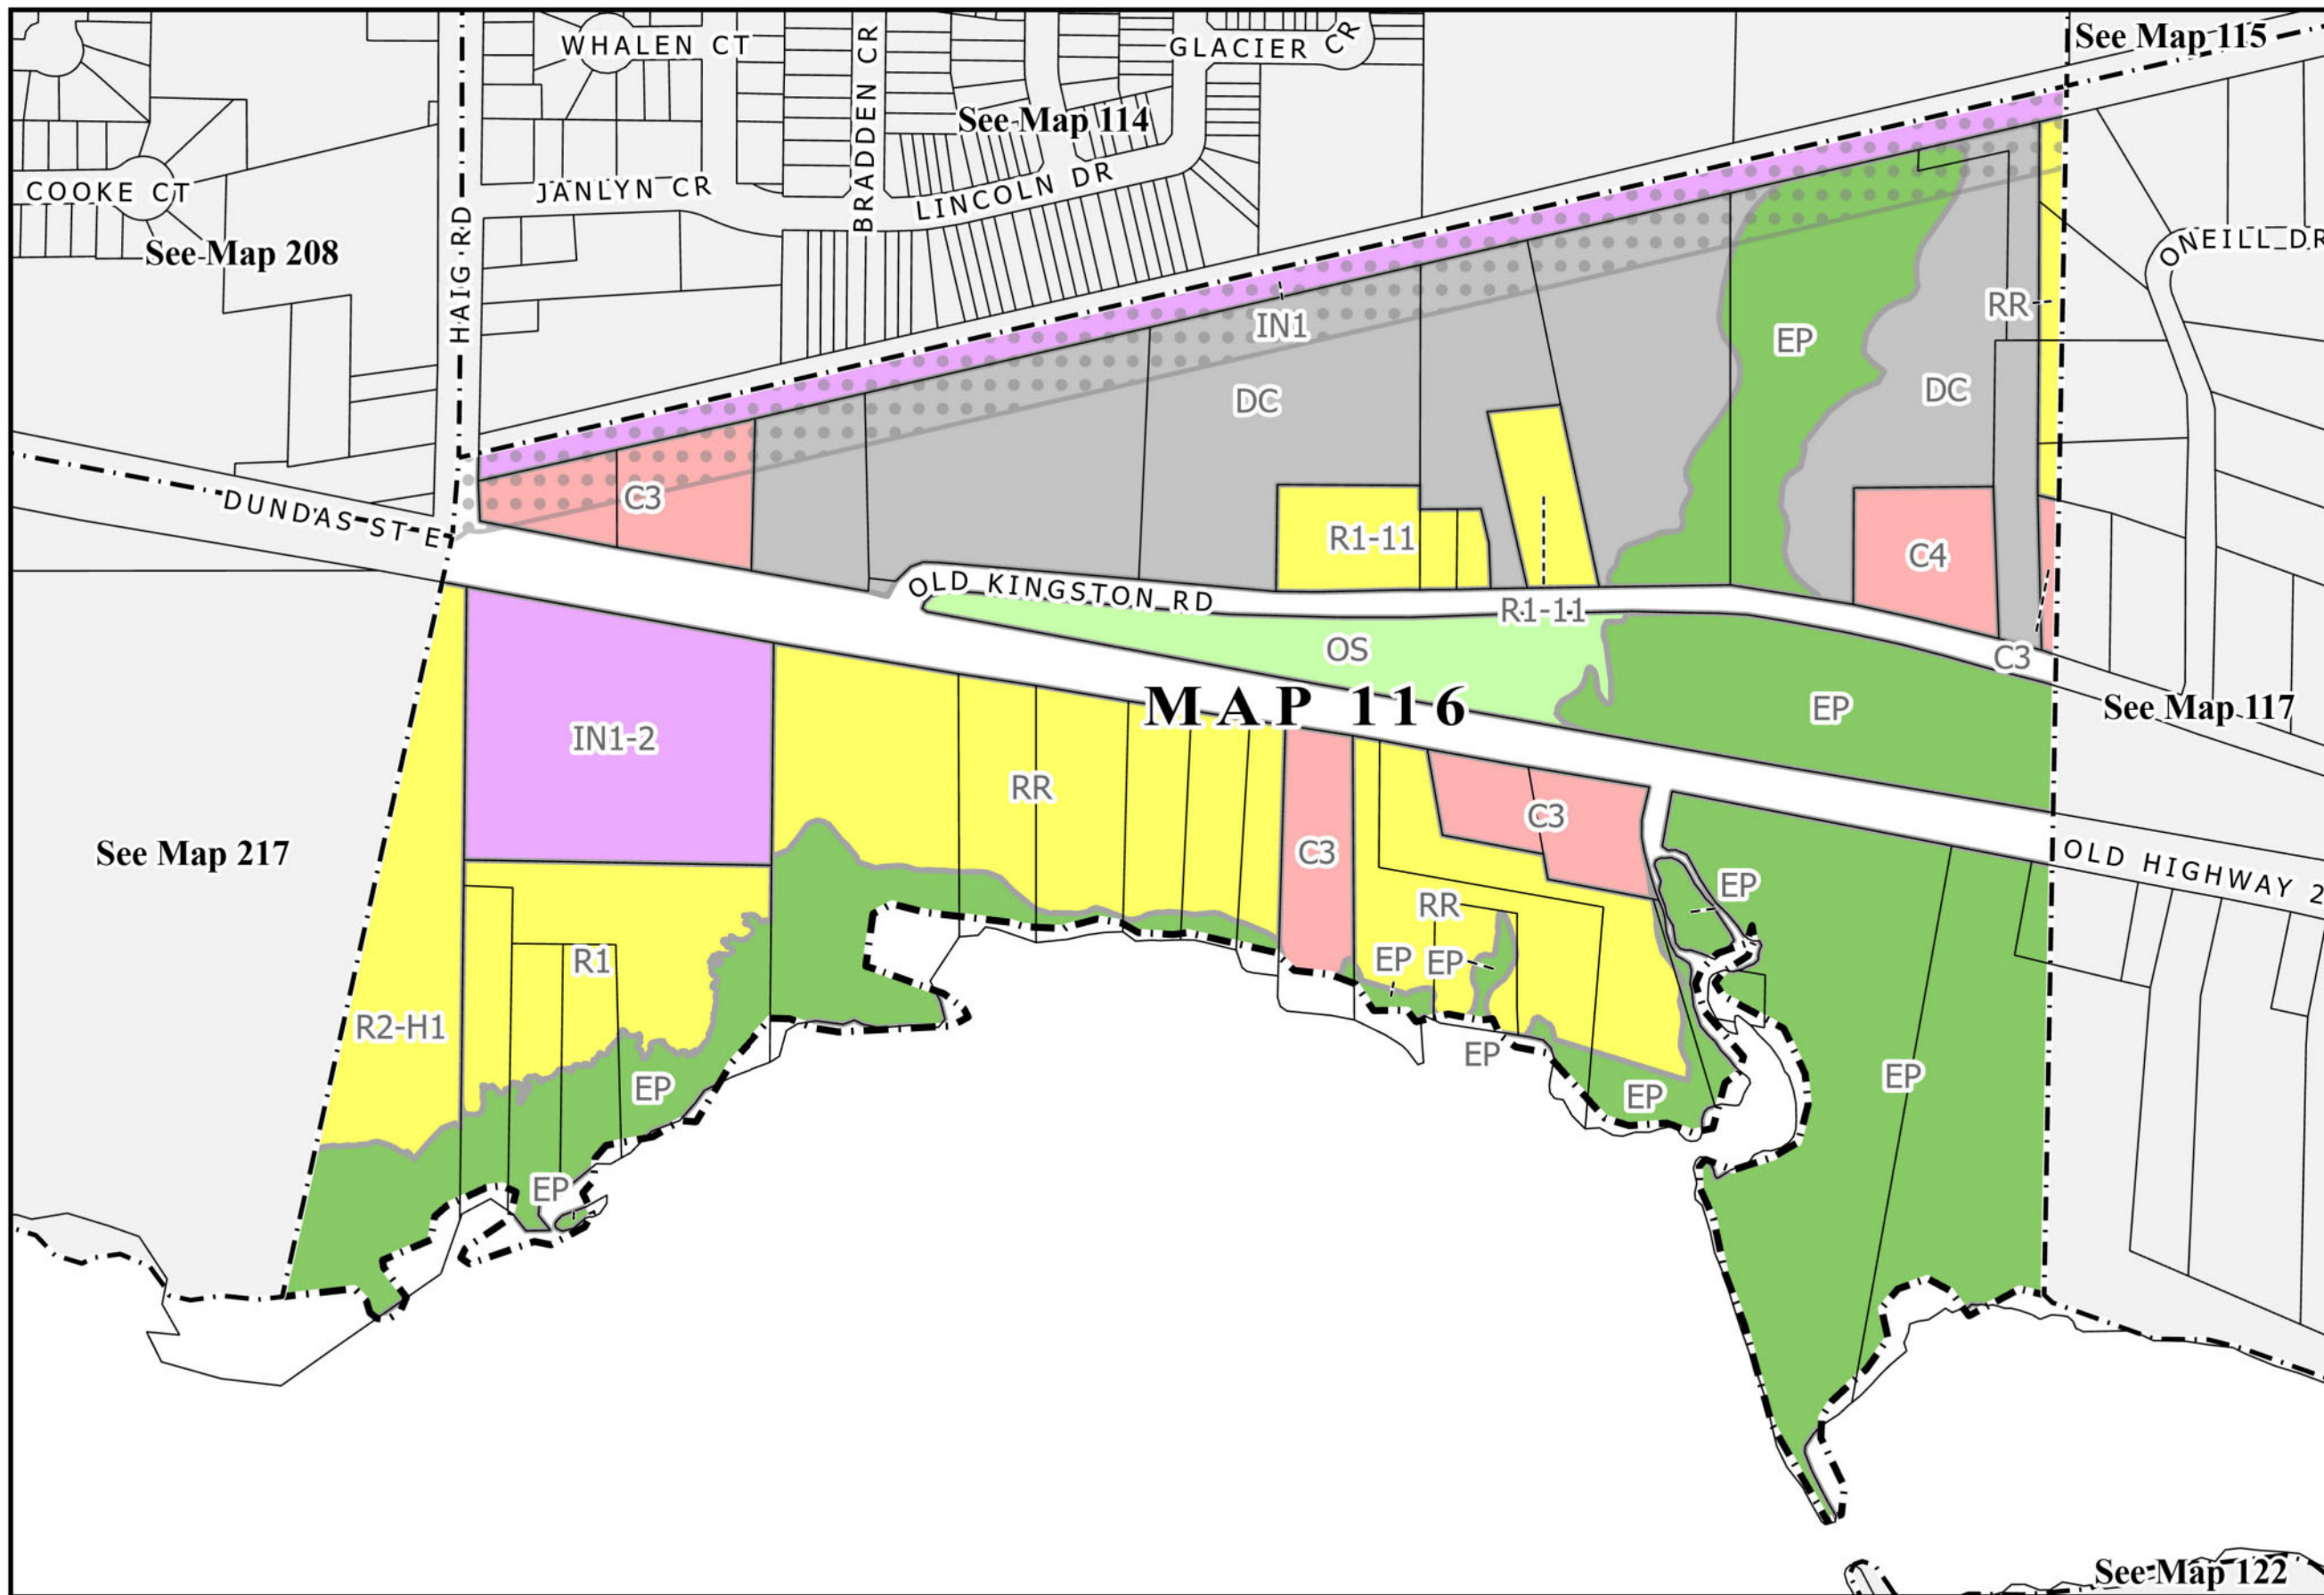 See Map 115
WHALEN CT
BRADDEN CR
GLACIER CR
See Map 114
COOKE CT
JANLYN CR
LINCOLN DR
See Map 208
HAIG RD
ONEILL DR
RR
IN1
EP
DC
DC
C3
DUNDAS ST E
R1-11
C4
OLD KINGSTON RD
R1-11
OS
C3
EP
MAP 116
See Map 117
IN1-2
RR
C3
C3
See Map 217
OLD HIGHWAY 2
EP
RR
R1
EP
EP
R2-H1
EP
EP
EP
EP
EP
See Map 122